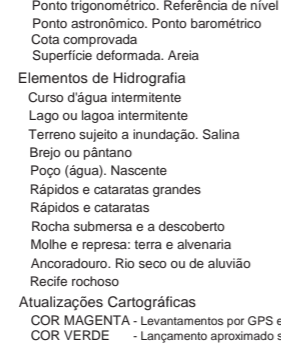 Ponto trigonométrico. Referência de nível
Ponto astronômico. Ponto barométrico
Cota comprovada
Superfície deformada. Areia
Elementos de Hidrografia
Curso d'água intermitente
Lago ou lagoa intermitente
Terreno sujeito a inundação. Salina
Brejo ou pântano
Poço (água). Nascente
Rápidos e cataratas grandes
Rápidos e cataratas
Rocha submersa e a descoberto
Molhe e represa: terra e alvenaria
Ancoradouro. Rio seco ou de aluvião
Recife rochoso
Atualizações Cartográficas
COR MAGENTA - Levantamentos por GPS e
COR VERDE - Lançamento aproximado s